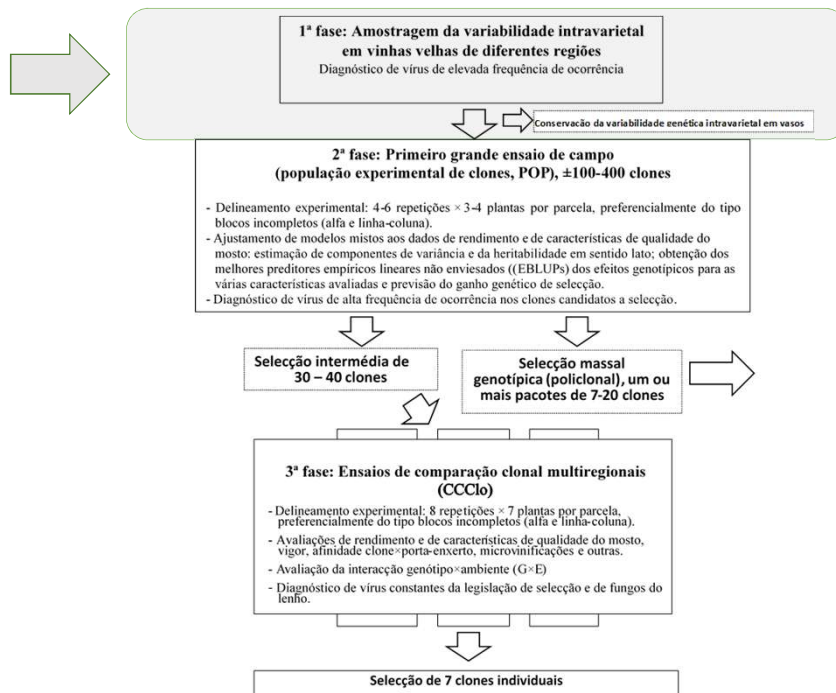 1ª fase: Amostragem da variabilidade intravarietal
em vinhas velhas de diferentes regiões
Diagnóstico de vírus de elevada frequência de ocorrência
Conservação da variabilidade genética intravarietal em vasos
2ª fase: Primeiro grande ensaio de campo
(população experimental de clones, POP), ±100-400 clones
- Delineamento experimental: 4-6 repetições × 3-4 plantas por parcela, preferencialmente do tipo
blocos incompletos (alfa e linha-coluna).
- Ajustamento de modelos mistos aos dados de rendimento e de características de qualidade do
mosto: estimação de componentes de variância e da heritabilidade em sentido lato; obtenção dos
melhores preditores empíricos lineares não enviesados ((EBLUPs) dos efeitos genotípicos para as
várias características avaliadas e previsão do ganho genético de selecção.
- Diagnóstico de vírus de alta frequência de ocorrência nos clones candidatos a selecção.
Selecção intermédia de
30 – 40 clones
Selecção massal
genotípica (policlonal), um ou
mais pacotes de 7-20 clones
3ª fase: Ensaios de comparação clonal multiregionais
(CCClo)
- Delineamento experimental: 8 repetições × 7 plantas por parcela,
preferencialmente do tipo blocos incompletos (alfa e linha-coluna).
- Avaliações de rendimento e de características de qualidade do mosto,
vigor, afinidade clone×porta-enxerto, microvinificações e outras.
- Avaliação da interacção genótipo×ambiente (G×E)
- Diagnóstico de vírus constantes da legislação de selecção e de fungos do
lenho.
Selecção de 7 clones individuais